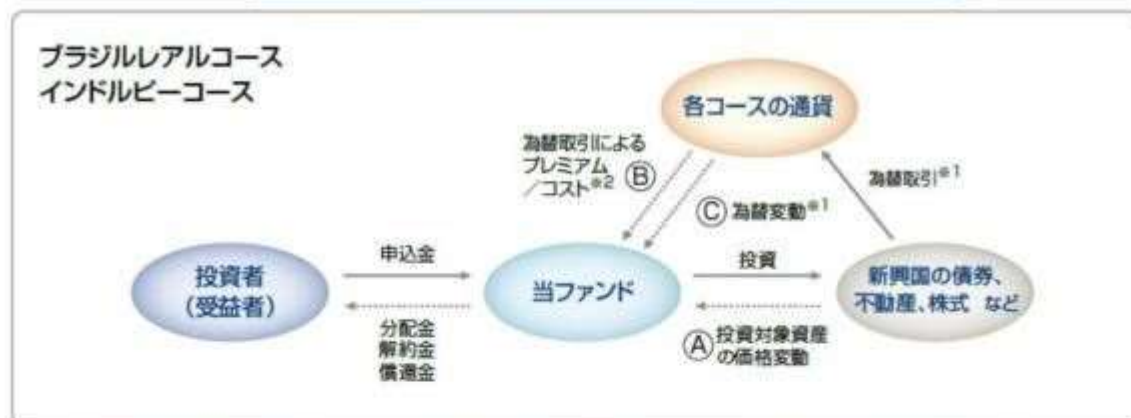 ブラジルレアルコース
インドルピーコース
各コースの通貨
為替取引による
プレミアム
／コスト※2 Ⓑ
Ⓒ 為替変動※1
為替取引※1
投資者
（受益者）
申込金
分配金
解約金
償還金
当ファンド
投資
Ⓐ 投資対象資産
の価格変動
新興国の債券、
不動産、株式 など